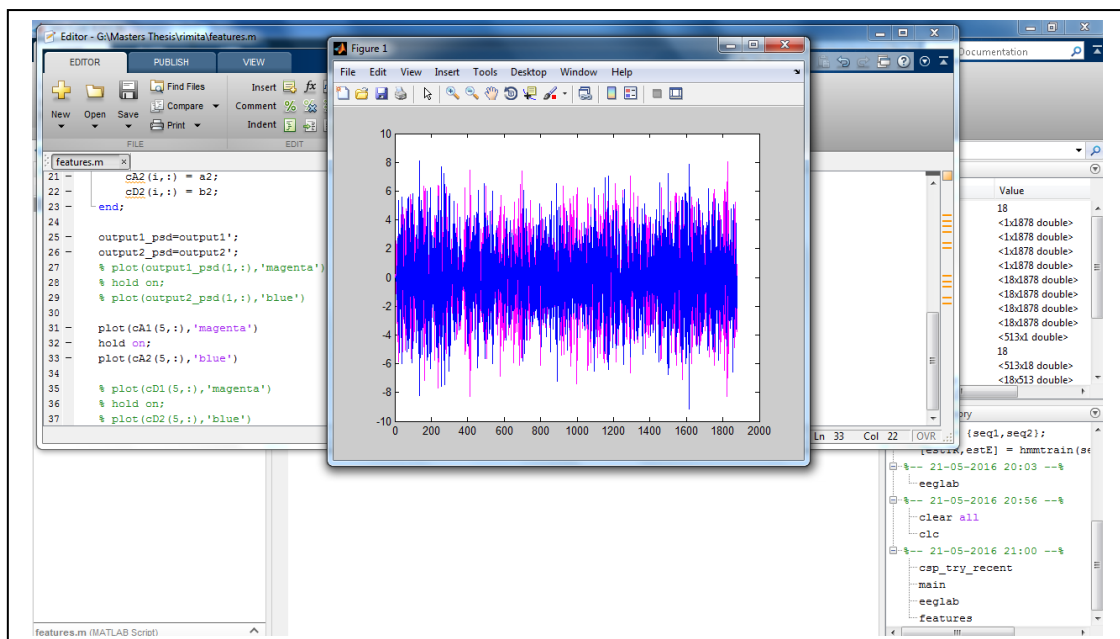 Editor - G:\Masters Thesis\rimita\features.m
EDITOR PUBLISH VIEW
New Open Save
Find Files
Compare
Print
Insert
Comment
Indent
FILE
EDIT
features.m ×
21 - cA2(i,:) = a2;
22 - cD2(i,:) = b2;
23 - end;
24
25 - output1_psd=output1';
26 - output2_psd=output2';
27 % plot(output1_psd(1,:),'magenta')
28 % hold on;
29 % plot(output2_psd(1,:),'blue')
30
31 - plot(cA1(5,:),'magenta')
32 - hold on;
33 - plot(cA2(5,:),'blue')
34
35 % plot(cD1(5,:),'magenta')
36 % hold on;
37 % plot(cD2(5,:),'blue')
Ln 33 Col 22 OVR
Figure 1
File Edit View Insert Tools Desktop Window Help
10
8
6
4
2
0
-2
-4
-6
-8
-10
0 200 400 600 800 1000 1200 1400 1600 1800 2000
Documentation
Value
18
<1x1878 double>
<1x1878 double>
<1x1878 double>
<1x1878 double>
<18x1878 double>
<18x1878 double>
<18x1878 double>
<18x1878 double>
<513x1 double>
18
<513x18 double>
<18x513 double>
{seq1,seq2};
%-- 21-05-2016 20:03 --%
eeglab
%-- 21-05-2016 20:56 --%
clear all
clc
%-- 21-05-2016 21:00 --%
csp_try_recent
main
eeglab
features
features.m (MATLAB Script)